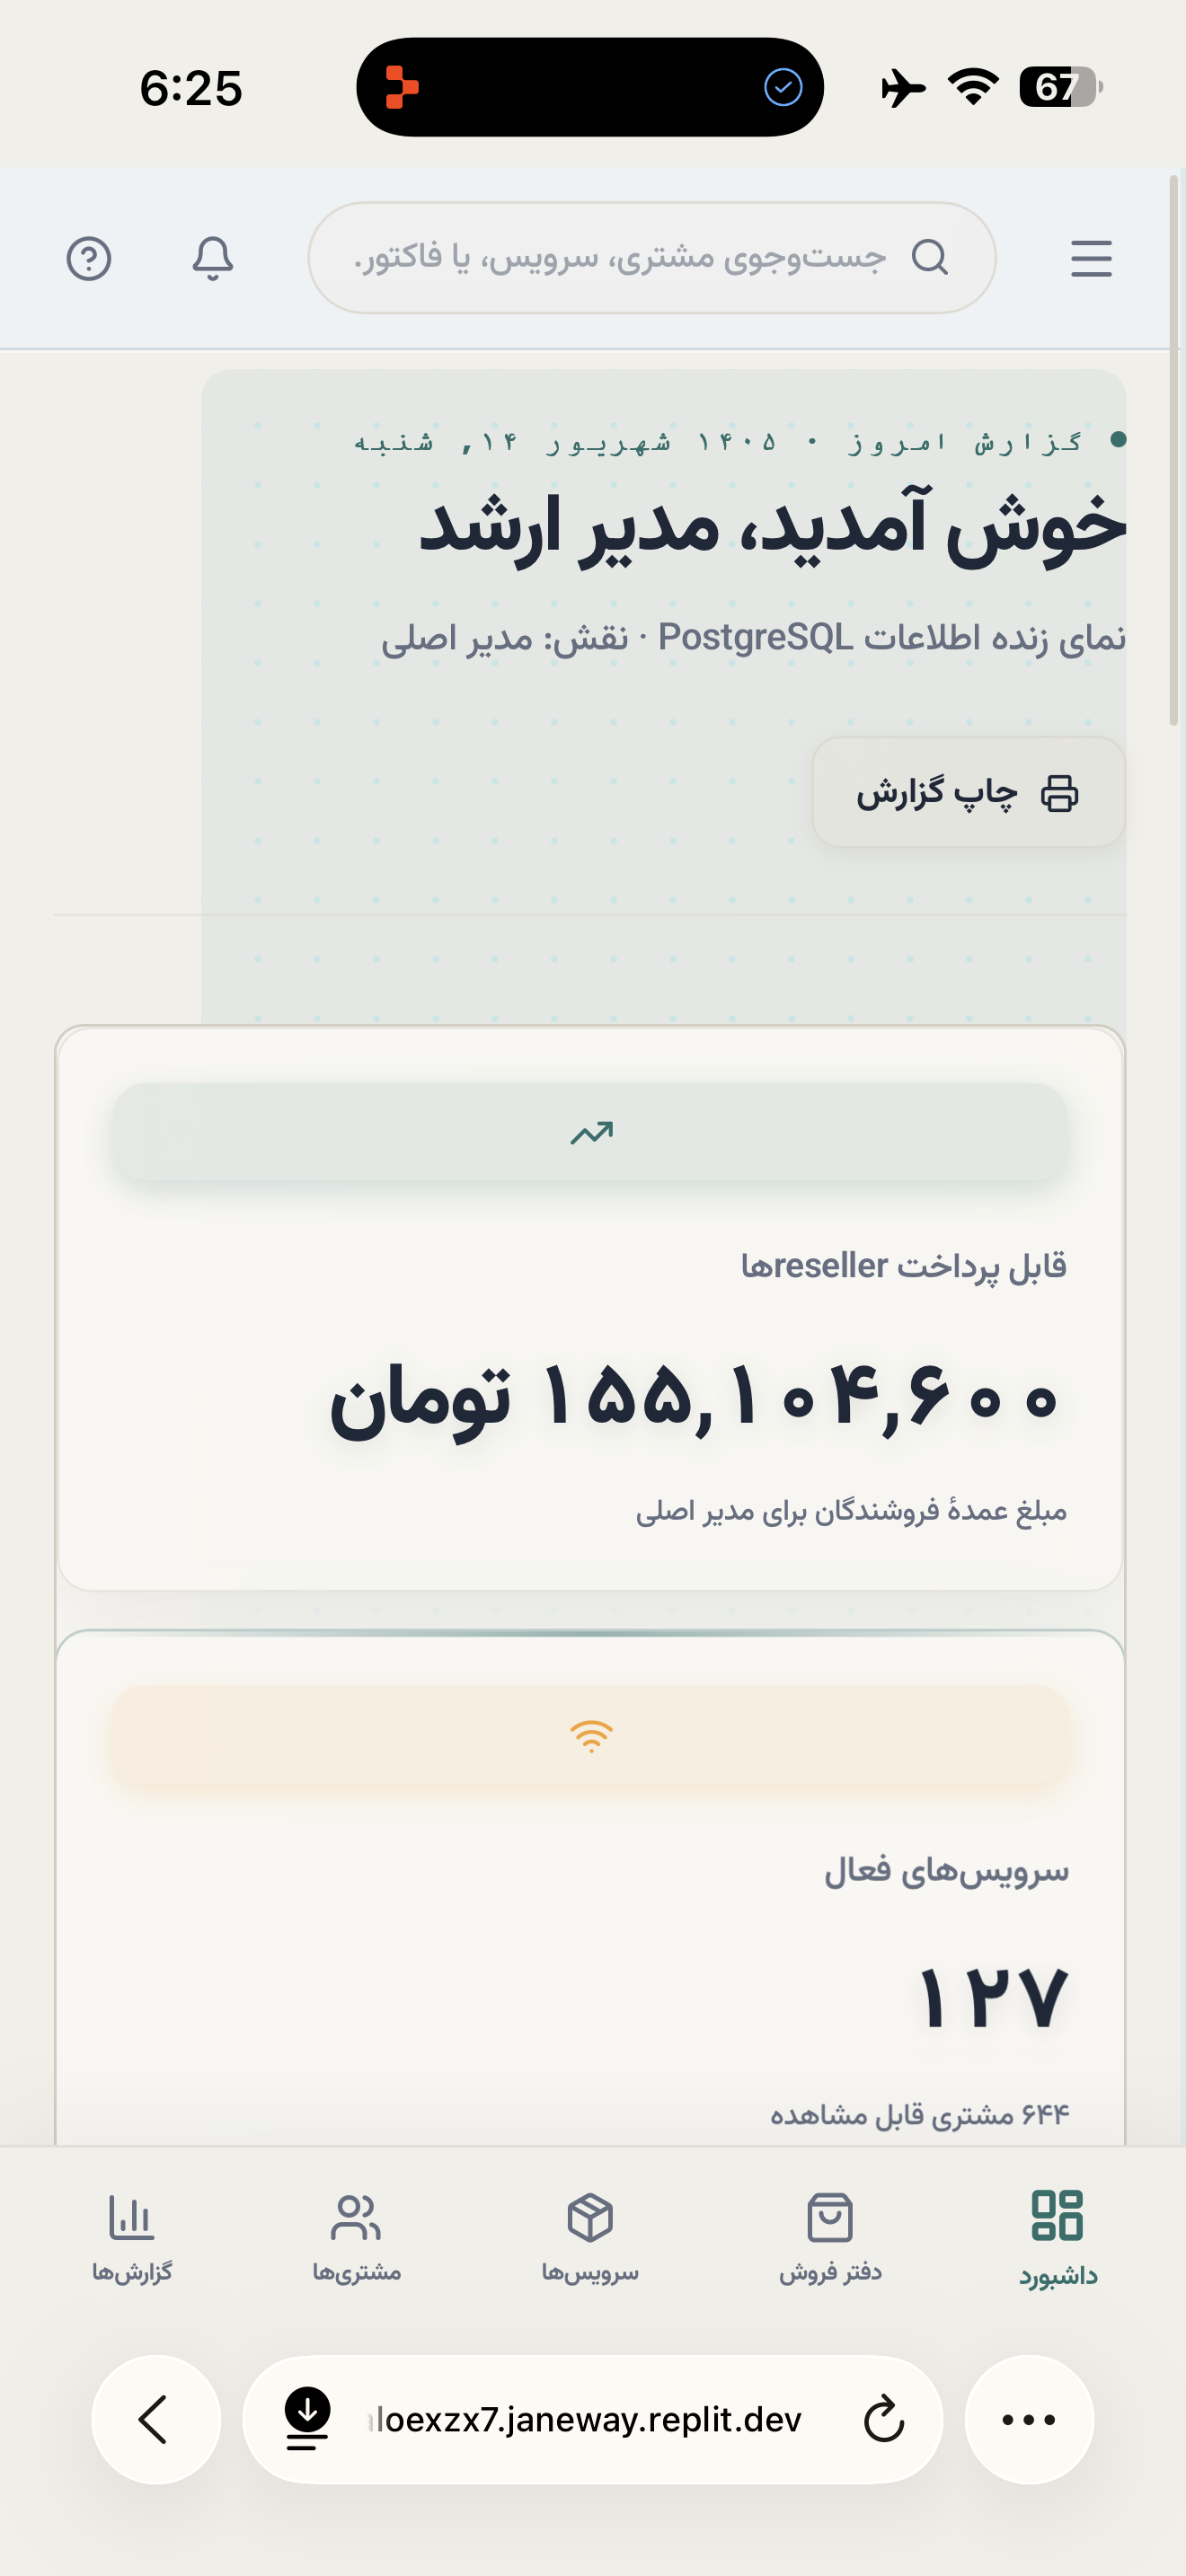 6:25
67
جست‌وجوی مشتری، سرویس، یا فاکتور.
گزارش امروز · ۱۴۰۵ شهریور ۱۴, شنبه
خوش آمدید، مدیر ارشد
نمای زنده اطلاعات PostgreSQL · نقش: مدیر اصلی
چاپ گزارش
قابل پرداخت resellerها
۱۵۵,۱۰۴,۶۰۰ تومان
مبلغ عمدهٔ فروشندگان برای مدیر اصلی
سرویس‌های فعال
۱۲۷
۶۴۴ مشتری قابل مشاهده
داشبورد
دفتر فروش
سرویس‌ها
مشتری‌ها
گزارش‌ها
loexzx7.janeway.replit.dev